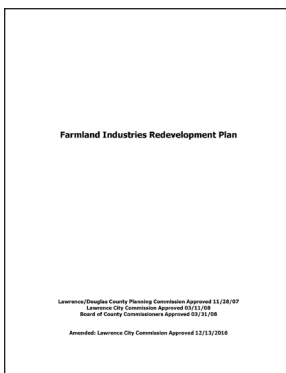 Farmland Industries Redevelopment Plan
Lawrence/Douglas County Planning Commission Approved 11/28/07
Lawrence City Commission Approved 03/11/08
Board of County Commissioners Approved 03/31/08
Amended: Lawrence City Commission Approved 12/13/2016